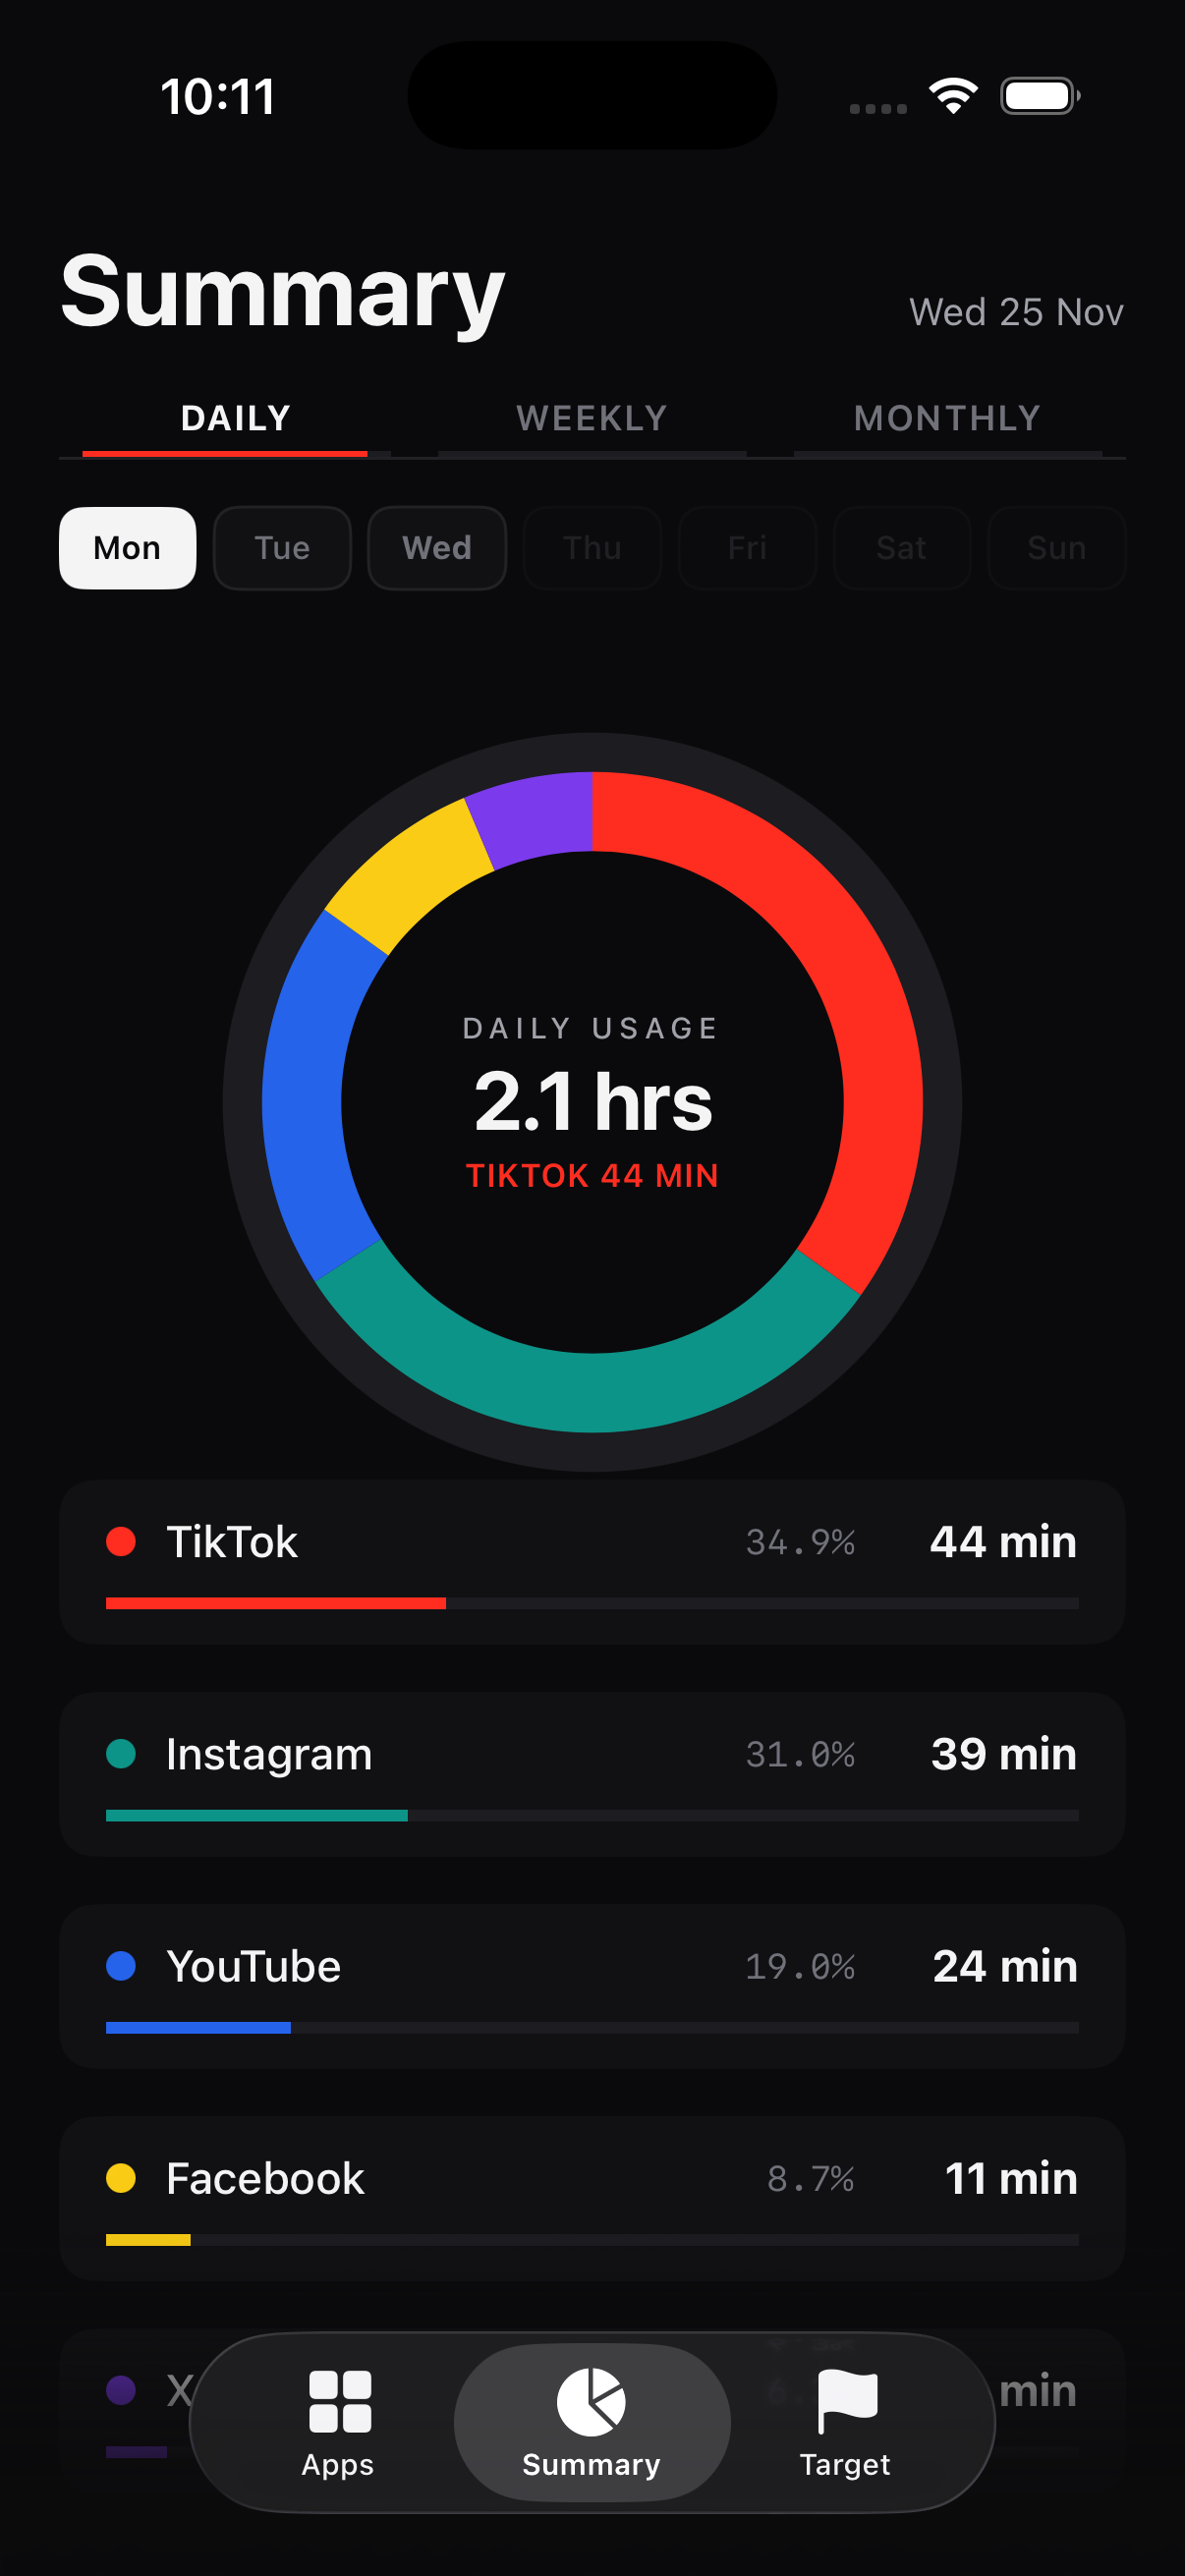 10:11
Summary
Wed 25 Nov
DAILY WEEKLY MONTHLY
Mon Tue Wed Thu Fri Sat Sun
DAILY USAGE
2.1 hrs
TIKTOK 44 MIN
TikTok 34.9% 44 min
Instagram 31.0% 39 min
YouTube 19.0% 24 min
Facebook 8.7% 11 min
X min
Apps Summary Target